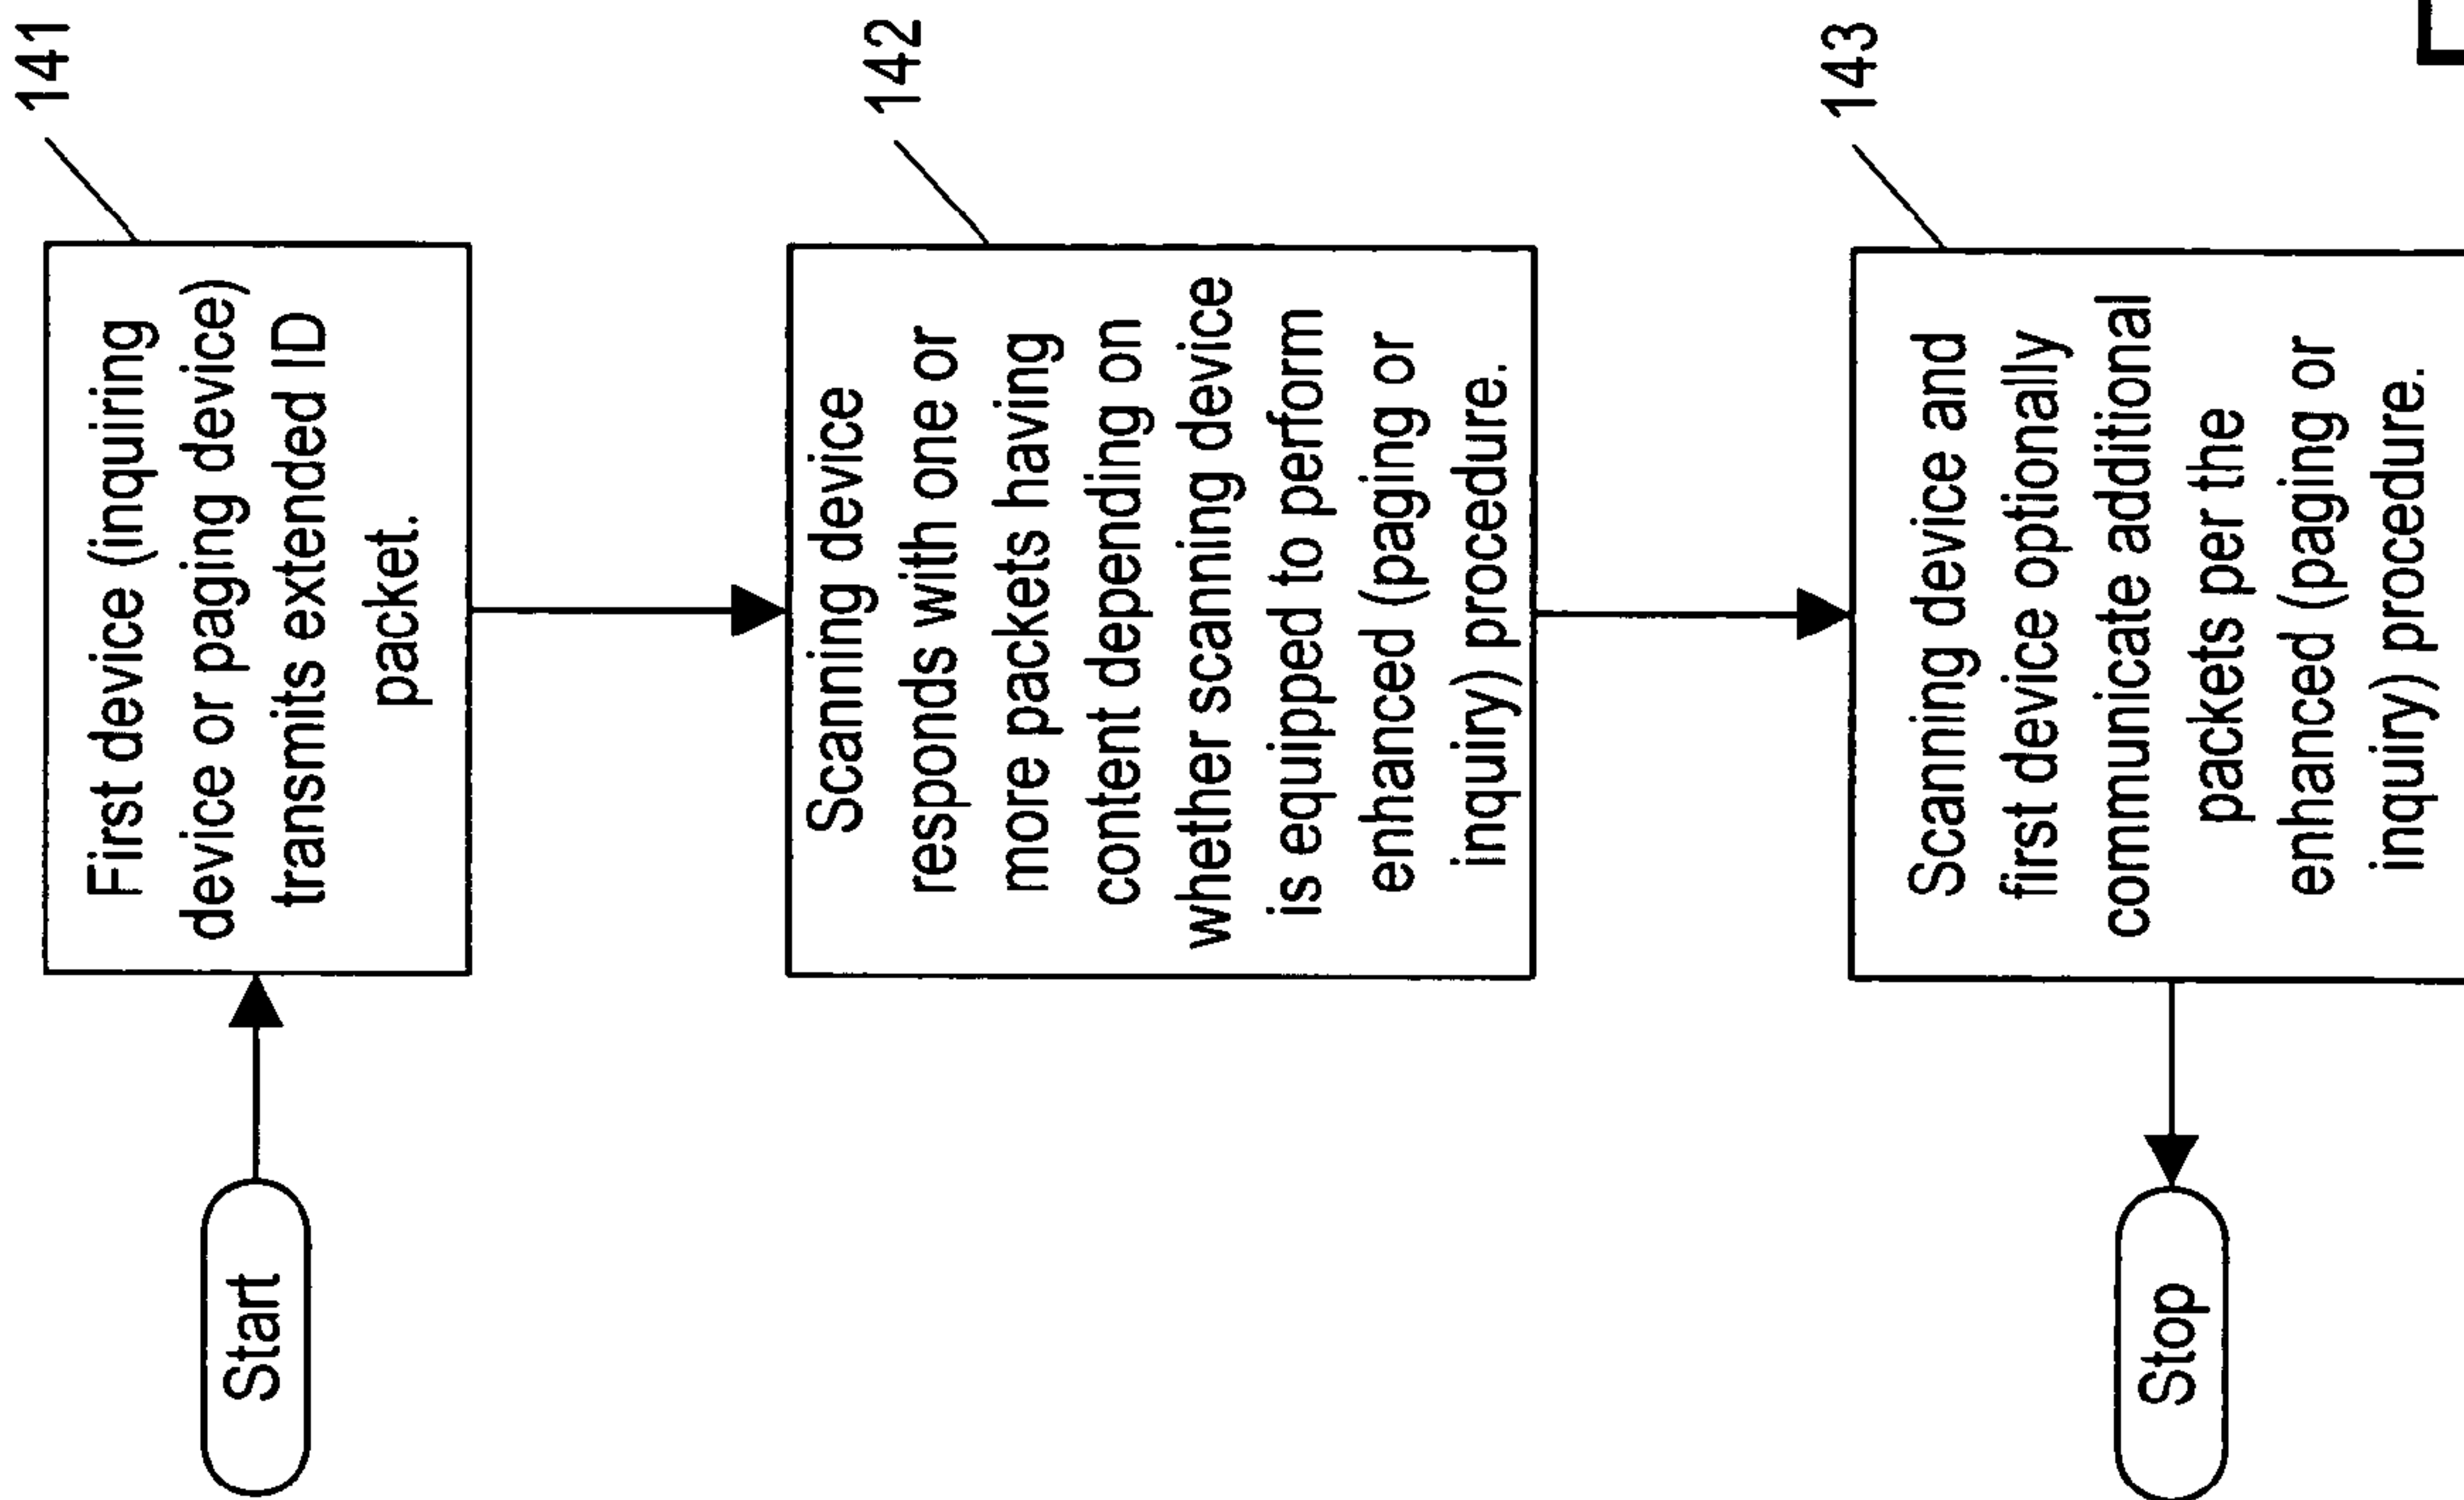 141
First device (inquiring
device or paging device)
transmits extended ID
packet.
Start
142
Scanning device
responds with one or
more packets having
content depending on
whether scanning device
is equipped to perform
enhanced (paging or
inquiry) procedure.
143
Scanning device and
first device optionally
communicate additional
packets per the
enhanced (paging or
inquiry) procedure.
Stop